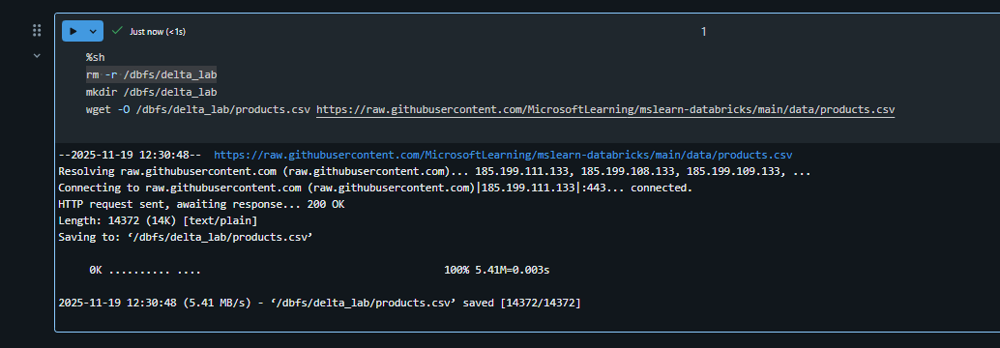 Just now (<1s)
1
%sh
rm -r /dbfs/delta_lab
mkdir /dbfs/delta_lab
wget -O /dbfs/delta_lab/products.csv https://raw.githubusercontent.com/MicrosoftLearning/mslearn-databricks/main/data/products.csv
--2025-11-19 12:30:48-- https://raw.githubusercontent.com/MicrosoftLearning/mslearn-databricks/main/data/products.csv
Resolving raw.githubusercontent.com (raw.githubusercontent.com)... 185.199.111.133, 185.199.108.133, 185.199.109.133, ...
Connecting to raw.githubusercontent.com (raw.githubusercontent.com)|185.199.111.133|:443... connected.
HTTP request sent, awaiting response... 200 OK
Length: 14372 (14K) [text/plain]
Saving to: ‘/dbfs/delta_lab/products.csv’
0K .......... .... 100% 5.41M=0.003s
2025-11-19 12:30:48 (5.41 MB/s) - ‘/dbfs/delta_lab/products.csv’ saved [14372/14372]